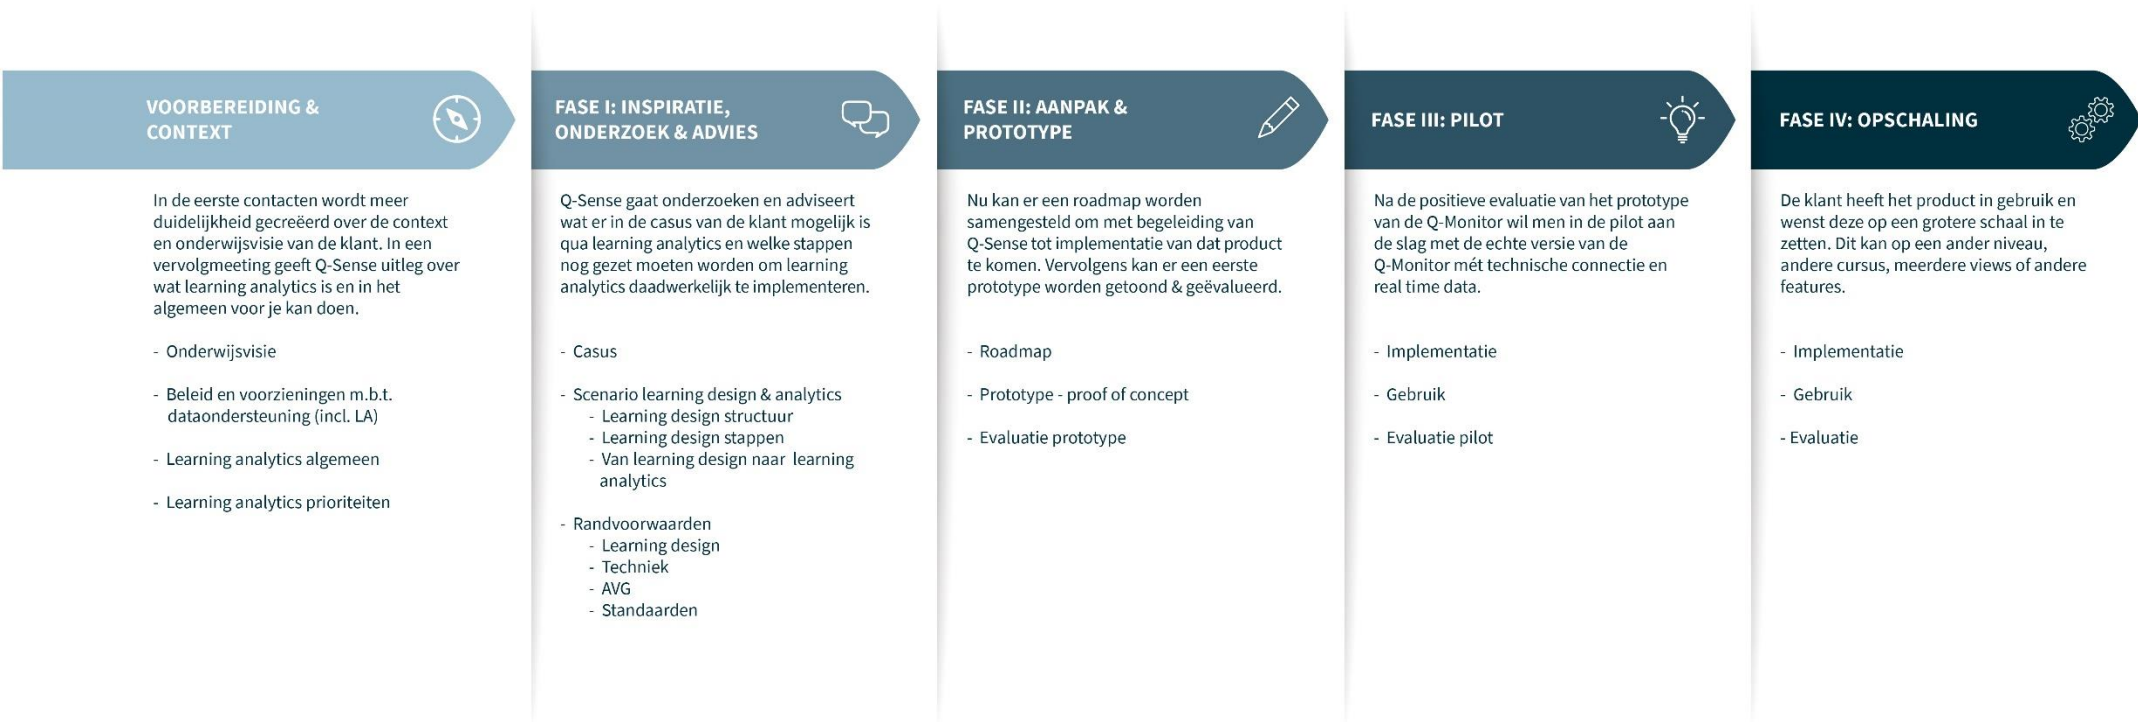 VOORBEREIDING &
CONTEXT
In de eerste contacten wordt meer
duidelijkheid gecreëerd over de context
en onderwijsvisie van de klant. In een
vervolgmeeting geeft Q-Sense uitleg over
wat learning analytics is en in het
algemeen voor je kan doen.
- Onderwijsvisie
- Beleid en voorzieningen m.b.t.
dataondersteuning (incl. LA)
- Learning analytics algemeen
- Learning analytics prioriteiten
FASE I: INSPIRATIE,
ONDERZOEK & ADVIES
Q-Sense gaat onderzoeken en adviseert
wat er in de casus van de klant mogelijk is
qua learning analytics en welke stappen
nog gezet moeten worden om learning
analytics daadwerkelijk te implementeren.
- Casus
- Scenario learning design & analytics
- Learning design structuur
- Learning design stappen
- Van learning design naar learning
analytics
- Randvoorwaarden
- Learning design
- Techniek
- AVG
- Standaarden
FASE II: AANPAK &
PROTOTYPE
Nu kan er een roadmap worden
samengesteld om met begeleiding van
Q-Sense tot implementatie van dat product
te komen. Vervolgens kan er een eerste
prototype worden getoond & geëvalueerd.
- Roadmap
- Prototype - proof of concept
- Evaluatie prototype
FASE III: PILOT
Na de positieve evaluatie van het prototype
van de Q-Monitor wil men in de pilot aan
de slag met de echte versie van de
Q-Monitor mét technische connectie en
real time data.
- Implementatie
- Gebruik
- Evaluatie pilot
FASE IV: OPSCHALING
De klant heeft het product in gebruik en
wenst deze op een grotere schaal in te
zetten. Dit kan op een ander niveau,
andere cursus, meerdere views of andere
features.
- Implementatie
- Gebruik
- Evaluatie